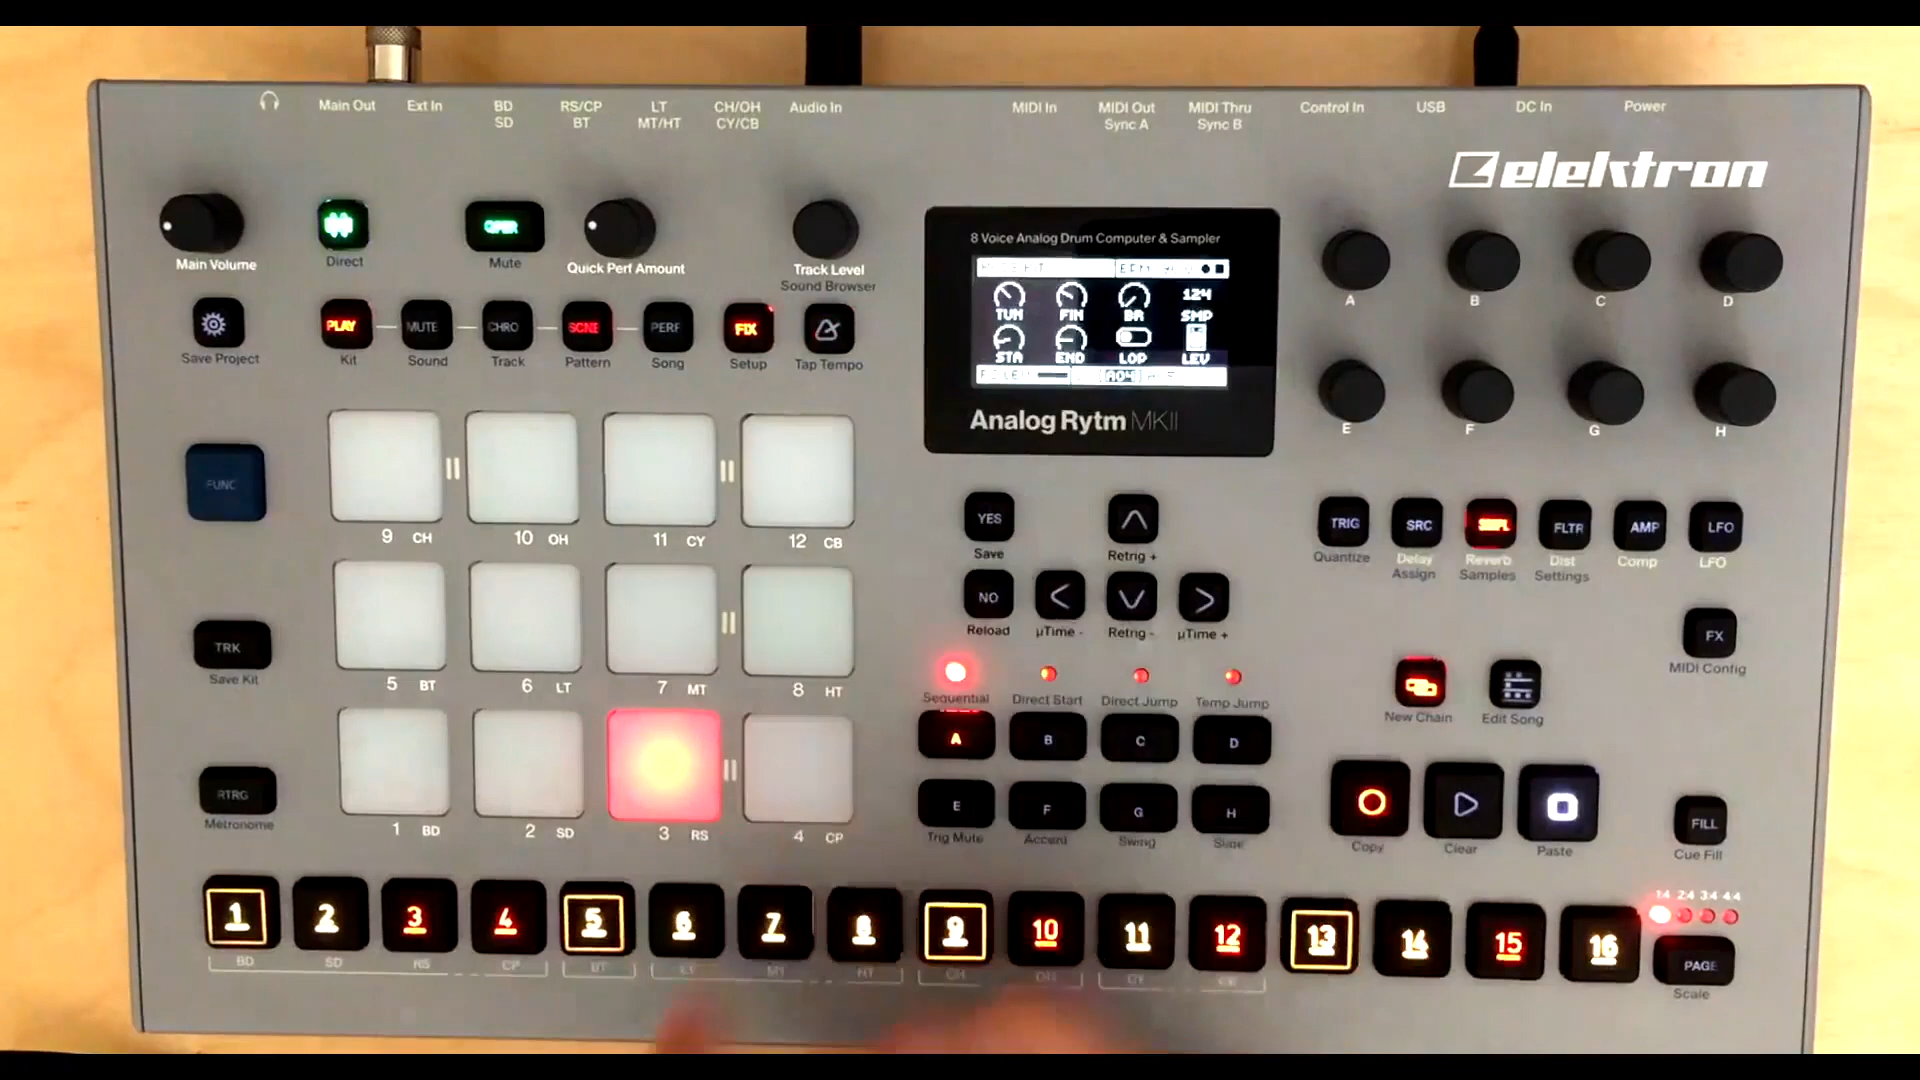 Main Out
Ext In
BD
SD
RS/CP
BT
LT
MT/HT
CH/OH
CY/CB
Audio In
MIDI In
MIDI Out
Sync A
MIDI Thru
Sync B
Control In
USB
DC In
Power
elektron
Main Volume
Direct
Mute
Quick Perf Amount
Track Level
Sound Browser
8 Voice Analog Drum Computer & Sampler
TUN
FIN
BR
124
SMP
STA
END
LOP
LEV
Analog Rytm MKII
A
B
C
D
E
F
G
H
Save Project
PLAY
Kit
MUTE
Sound
CHRO
Track
SCNE
Pattern
PERF
Song
FIX
Setup
Tap Tempo
FUNC
9 CH
10 OH
11 CY
12 CB
TRK
Save Kit
5 BT
6 LT
7 MT
8 HT
RTRG
Metronome
1 BD
2 SD
3 RS
4 CP
YES
Save
Retrig +
NO
Reload
µTime -
Retrig -
µTime +
TRIG
Quantize
SRC
Delay
Assign
SMPL
Reverb
Samples
FLTR
Dist
Settings
AMP
Comp
LFO
LFO
FX
MIDI Config
Sequential
Direct Start
Direct Jump
Temp Jump
A
B
C
D
New Chain
Edit Song
E
Trig Mute
F
Accent
G
Swing
H
Slide
Copy
Clear
Paste
FILL
Cue Fill
1:4 2:4 3:4 4:4
1 2 3 4 5 6 7 8 9 10 11 12 13 14 15 16
BD SD RS CP BT LT MT HT CH OH CY CB
PAGE
Scale